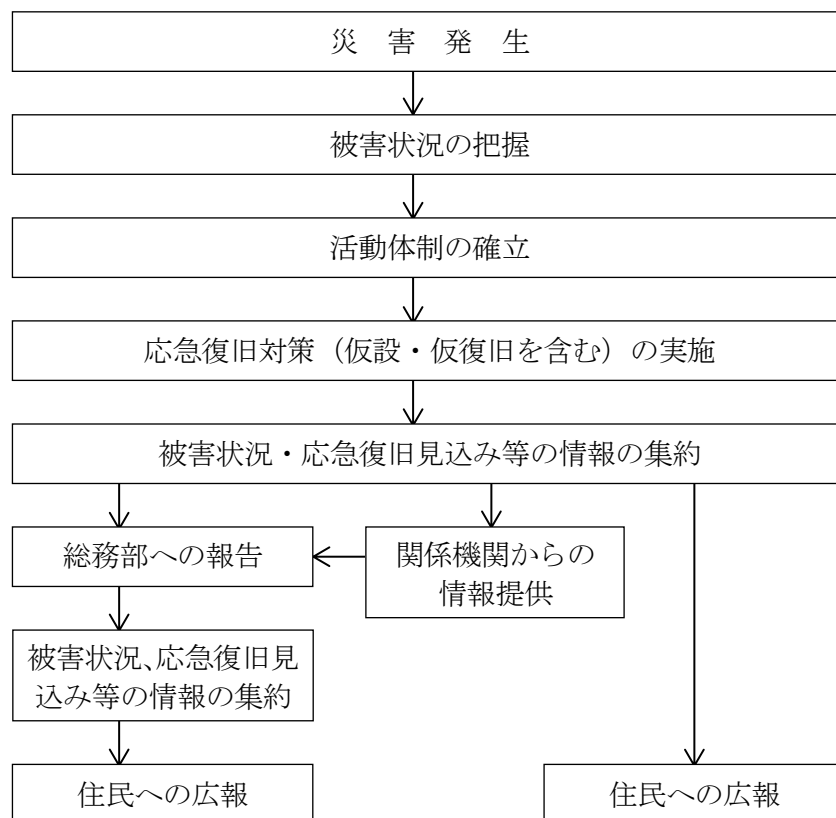 災 害 発 生
被害状況の把握
活動体制の確立
応急復旧対策（仮設・仮復旧を含む）の実施
被害状況・応急復旧見込み等の情報の集約
総務部への報告
関係機関からの
情報提供
被害状況、応急復旧見
込み等の情報の集約
住民への広報
住民への広報